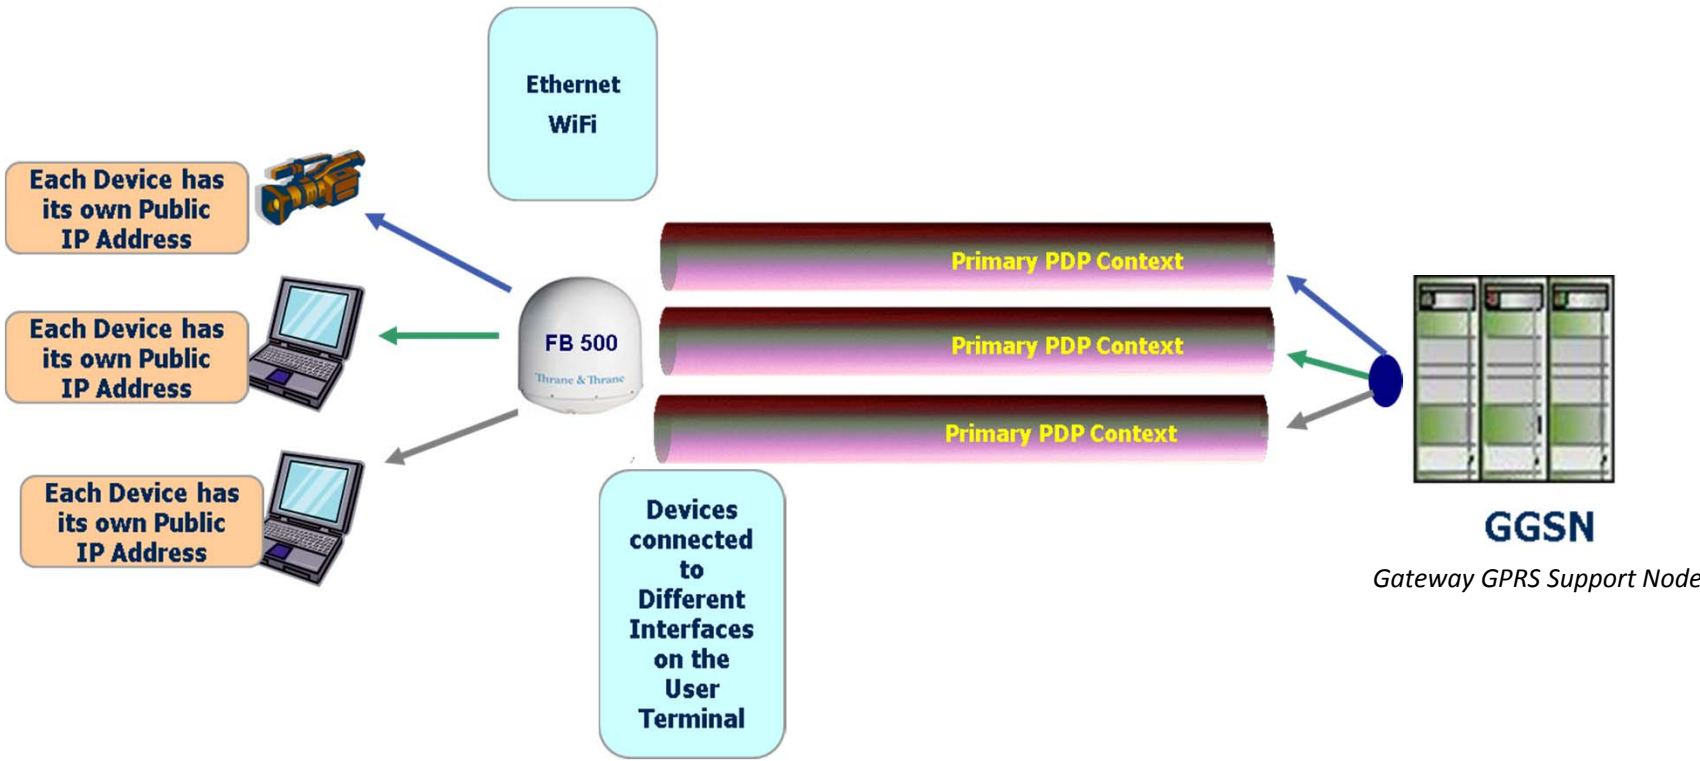 Ethernet
WiFi
Each Device has
its own Public
IP Address
Primary PDP Context
Each Device has
its own Public
IP Address
FB 500
Thrane & Thrane
Primary PDP Context
Primary PDP Context
Each Device has
its own Public
IP Address
Devices
connected
to
Different
Interfaces
on the
User
Terminal
GGSN
Gateway GPRS Support Node